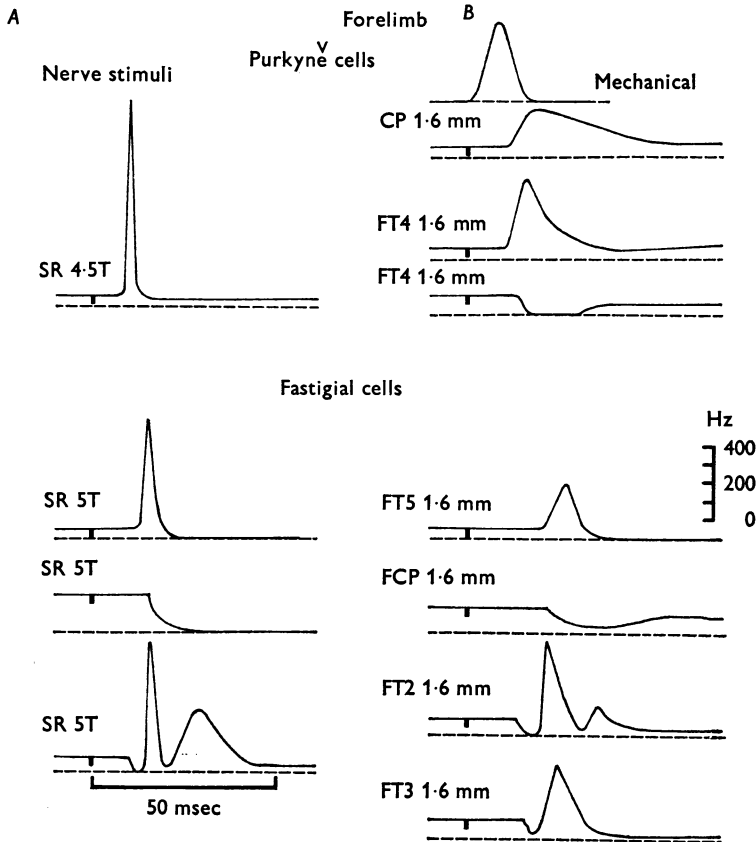 A
Forelimb
B
Purkyně cells
Nerve stimuli
Mechanical
CP 1·6 mm
FT4 1·6 mm
SR 4·5T
FT4 1·6 mm
Fastigial cells
Hz
400
200
0
SR 5T
FT5 1·6 mm
SR 5T
FCP 1·6 mm
SR 5T
FT2 1·6 mm
50 msec
FT3 1·6 mm